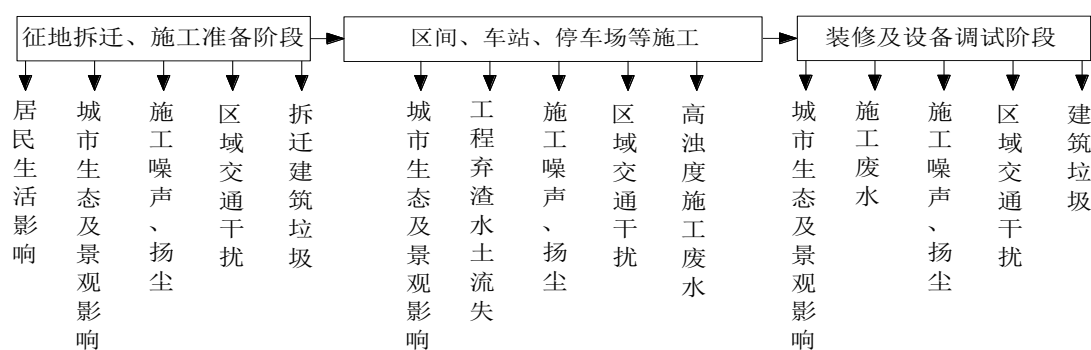 征地拆迁、施工准备阶段
区间、车站、停车场等施工
装修及设备调试阶段
居民生活影响
城市生态及景观影响
施工噪声、扬尘
区域交通干扰
拆迁建筑垃圾
城市生态及景观影响
工程弃渣水土流失
施工噪声、扬尘
区域交通干扰
高浊度施工废水
城市生态及景观影响
施工废水
施工噪声、扬尘
区域交通干扰
建筑垃圾